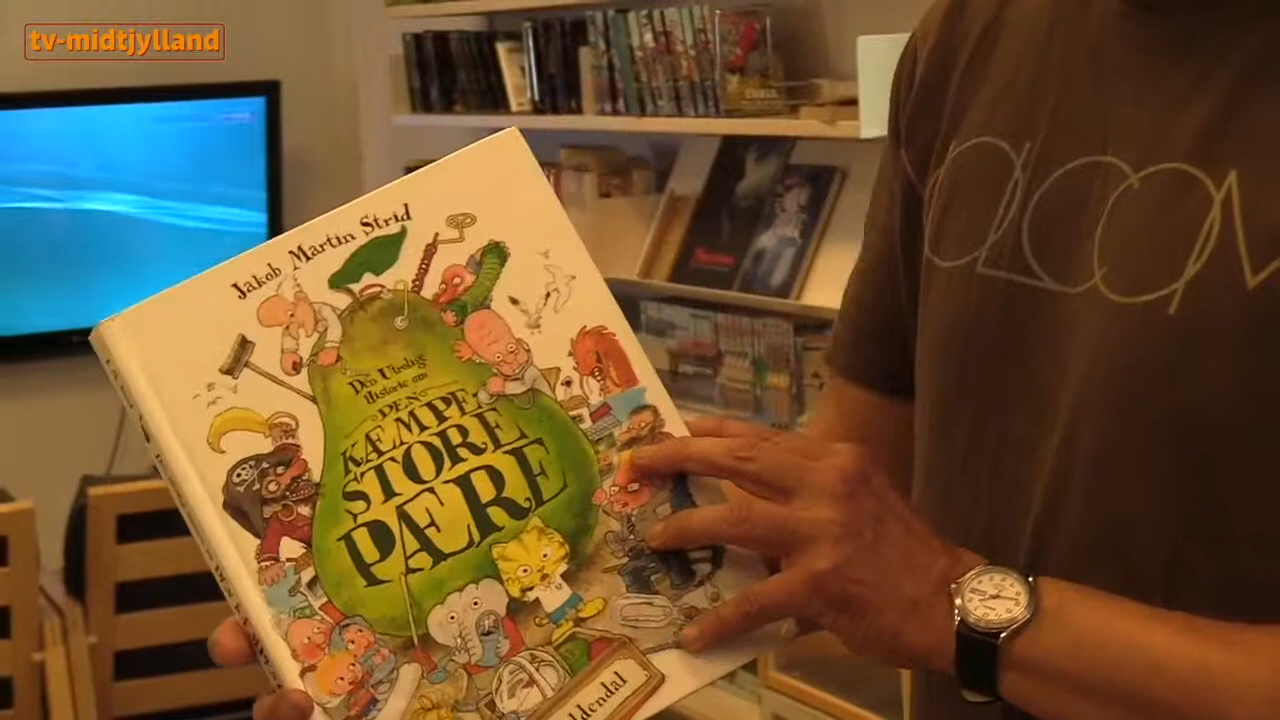 tv-midtjylland
Jakob Martin Strid
Den Utrolige
Historie om
DEN
KÆMPE
STORE
PÆRE
ldendal